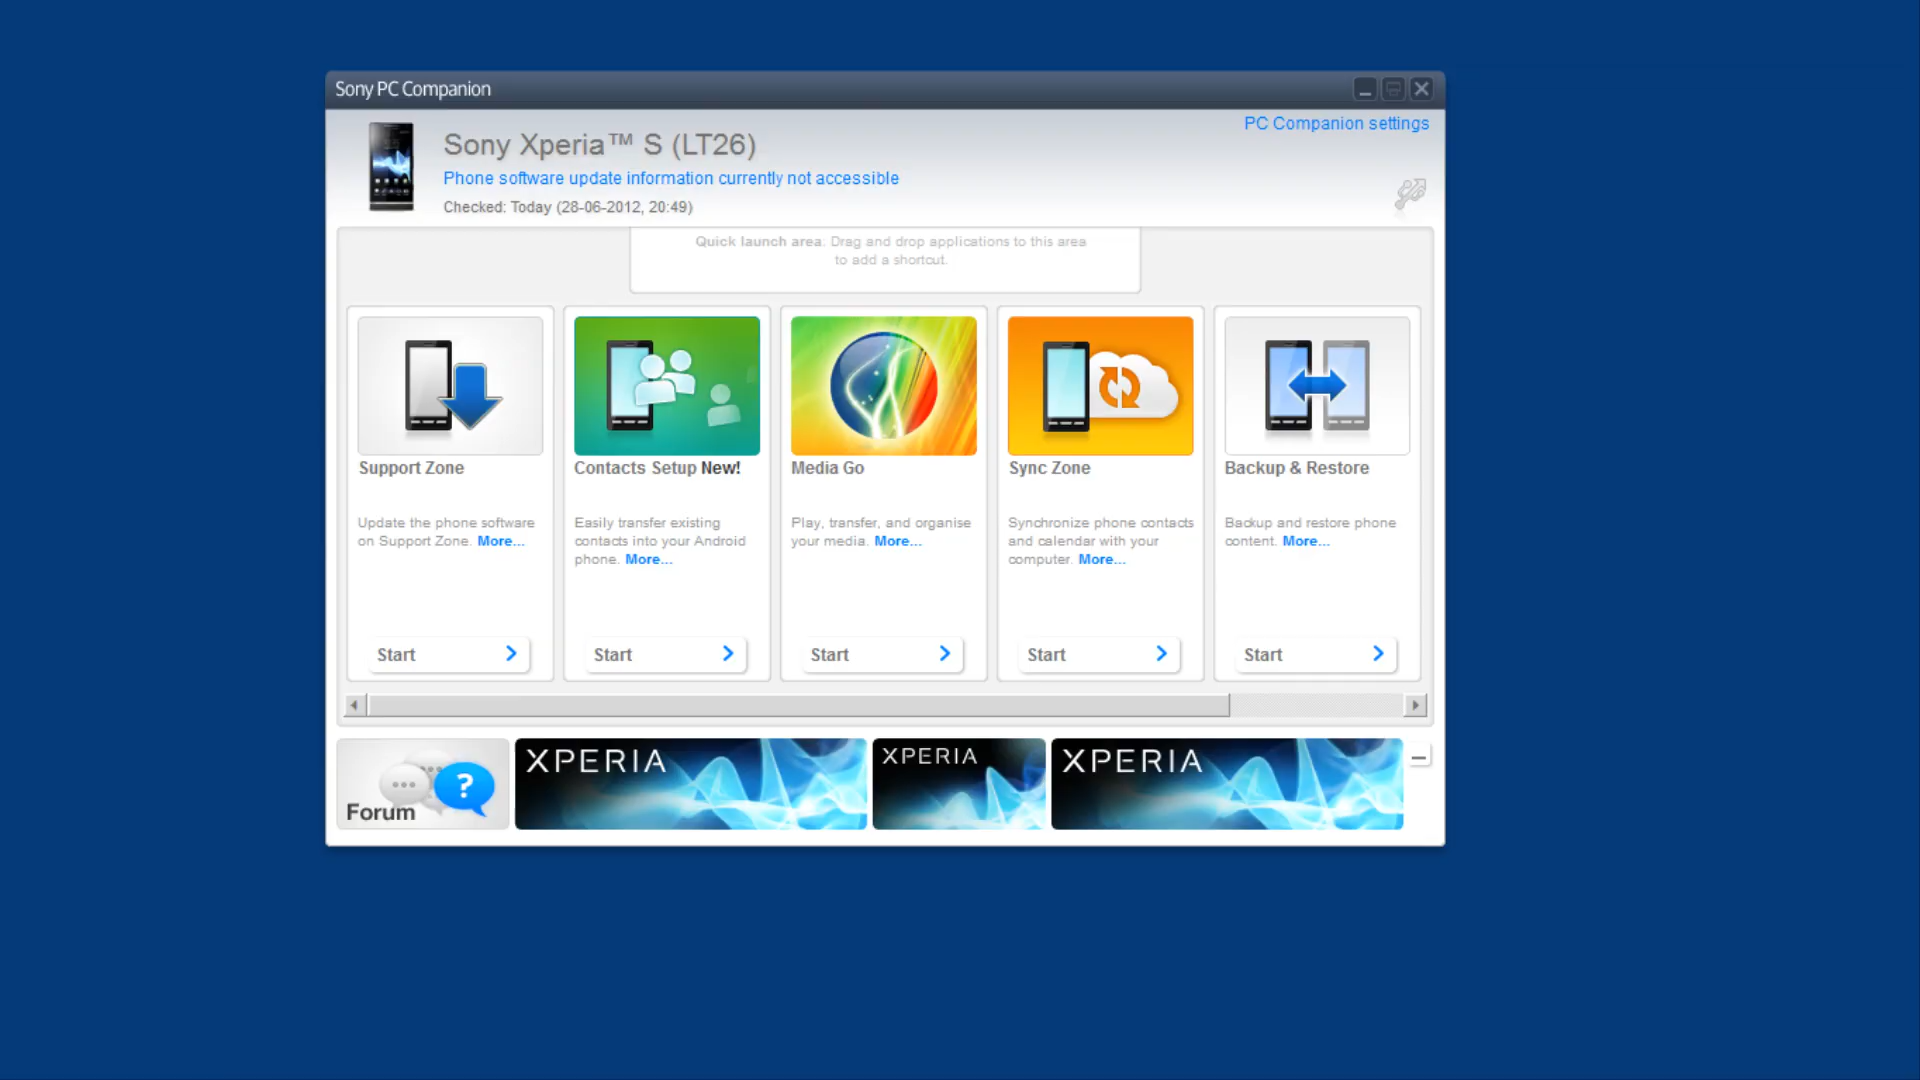 Sony PC Companion
PC Companion settings
Sony Xperia™ S (LT26)
Phone software update information currently not accessible
Checked: Today (28-06-2012, 20:49)
Quick launch area. Drag and drop applications to this area
to add a shortcut.
Support Zone
Update the phone software
on Support Zone. More...
Start
Contacts Setup New!
Easily transfer existing
contacts into your Android
phone. More...
Start
Media Go
Play, transfer, and organise
your media. More...
Start
Sync Zone
Synchronize phone contacts
and calendar with your
computer. More...
Start
Backup & Restore
Backup and restore phone
content. More...
Start
Forum
?
XPERIA
XPERIA
XPERIA